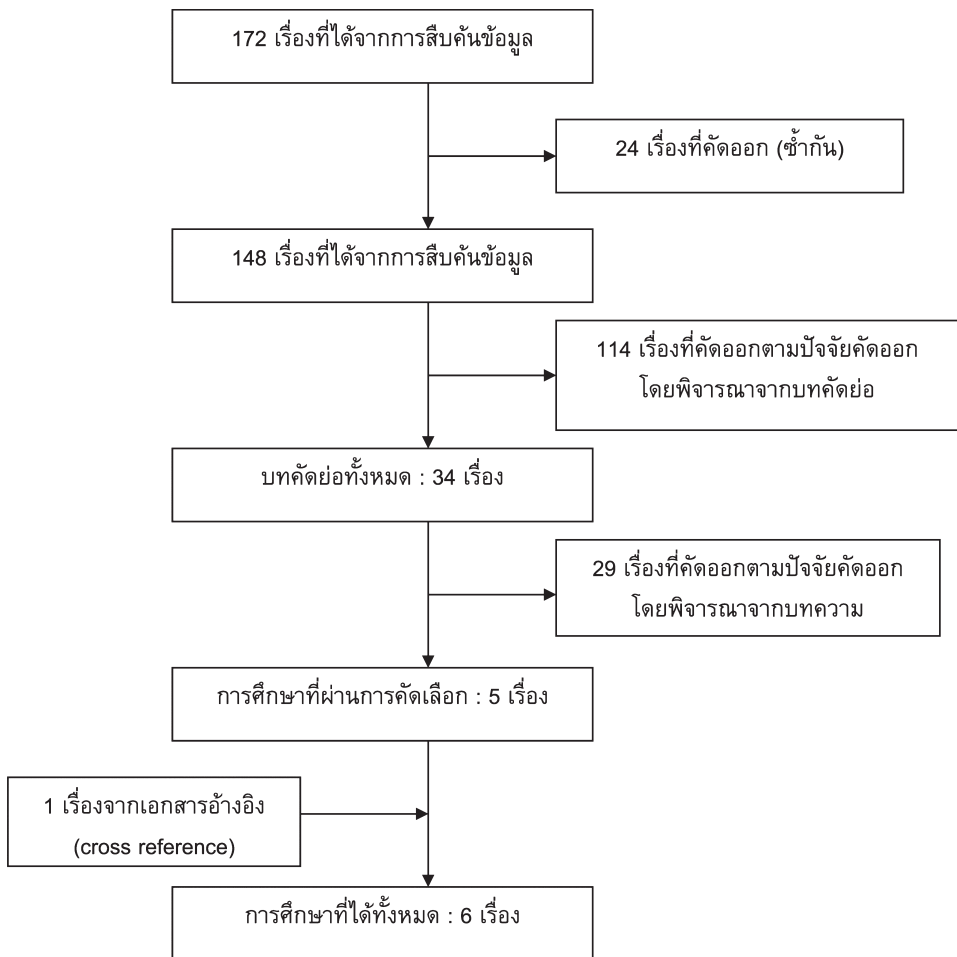 172 เรื่องที่ได้จากการสืบค้นข้อมูล
24 เรื่องที่คัดออก (ซ้ำกัน)
148 เรื่องที่ได้จากการสืบค้นข้อมูล
114 เรื่องที่คัดออกตามปัจจัยคัดออก
โดยพิจารณาจากบทคัดย่อ
บทคัดย่อทั้งหมด : 34 เรื่อง
29 เรื่องที่คัดออกตามปัจจัยคัดออก
โดยพิจารณาจากบทความ
การศึกษาที่ผ่านการคัดเลือก : 5 เรื่อง
1 เรื่องจากเอกสารอ้างอิง
(cross reference)
การศึกษาที่ได้ทั้งหมด : 6 เรื่อง